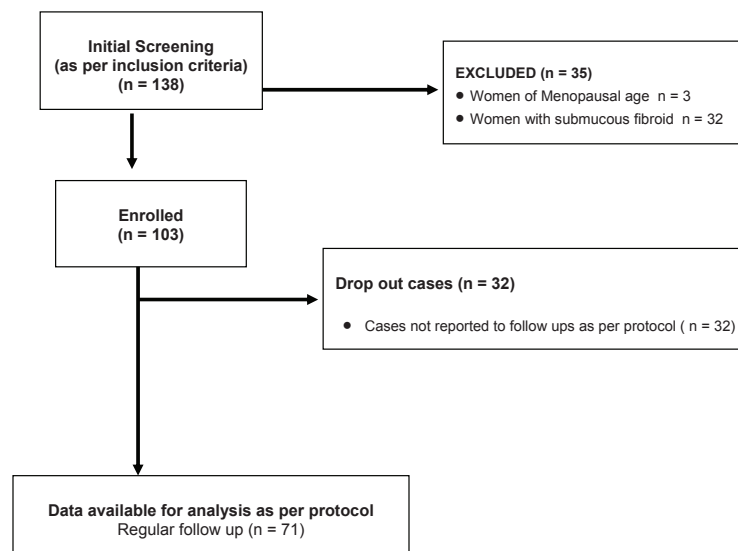 Initial Screening
(as per inclusion criteria)
(n = 138)
EXCLUDED (n = 35)
● Women of Menopausal age n = 3
● Women with submucous fibroid n = 32
Enrolled
(n = 103)
Drop out cases (n = 32)
● Cases not reported to follow ups as per protocol ( n = 32)
Data available for analysis as per protocol
Regular follow up (n = 71)